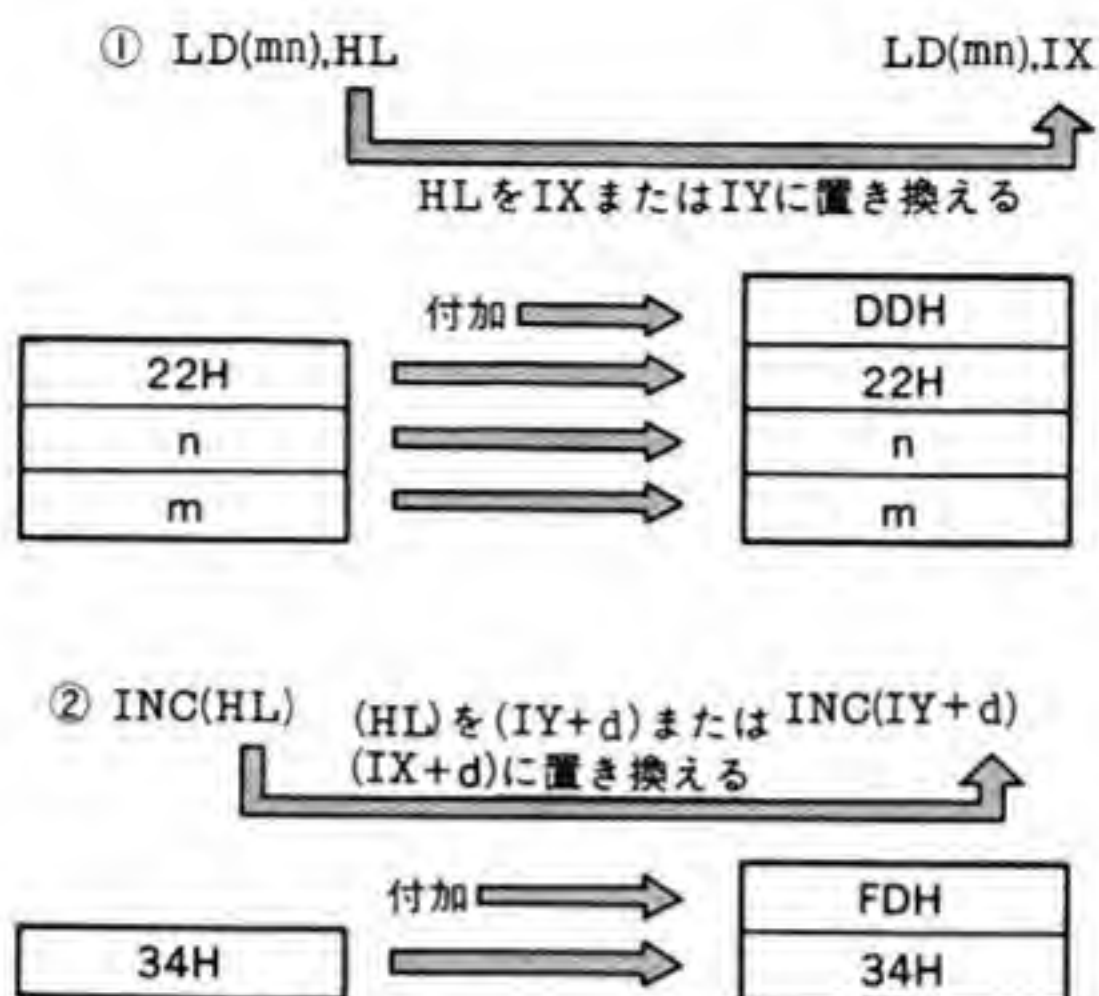 ① LD(mn),HL LD(mn),IX
HLをIXまたはIYに置き換える
付加 DDH
22H 22H
n n
m m
② INC(HL) (HL)を(IY+d)または INC(IY+d)
(IX+d)に置き換える
付加 FDH
34H 34H